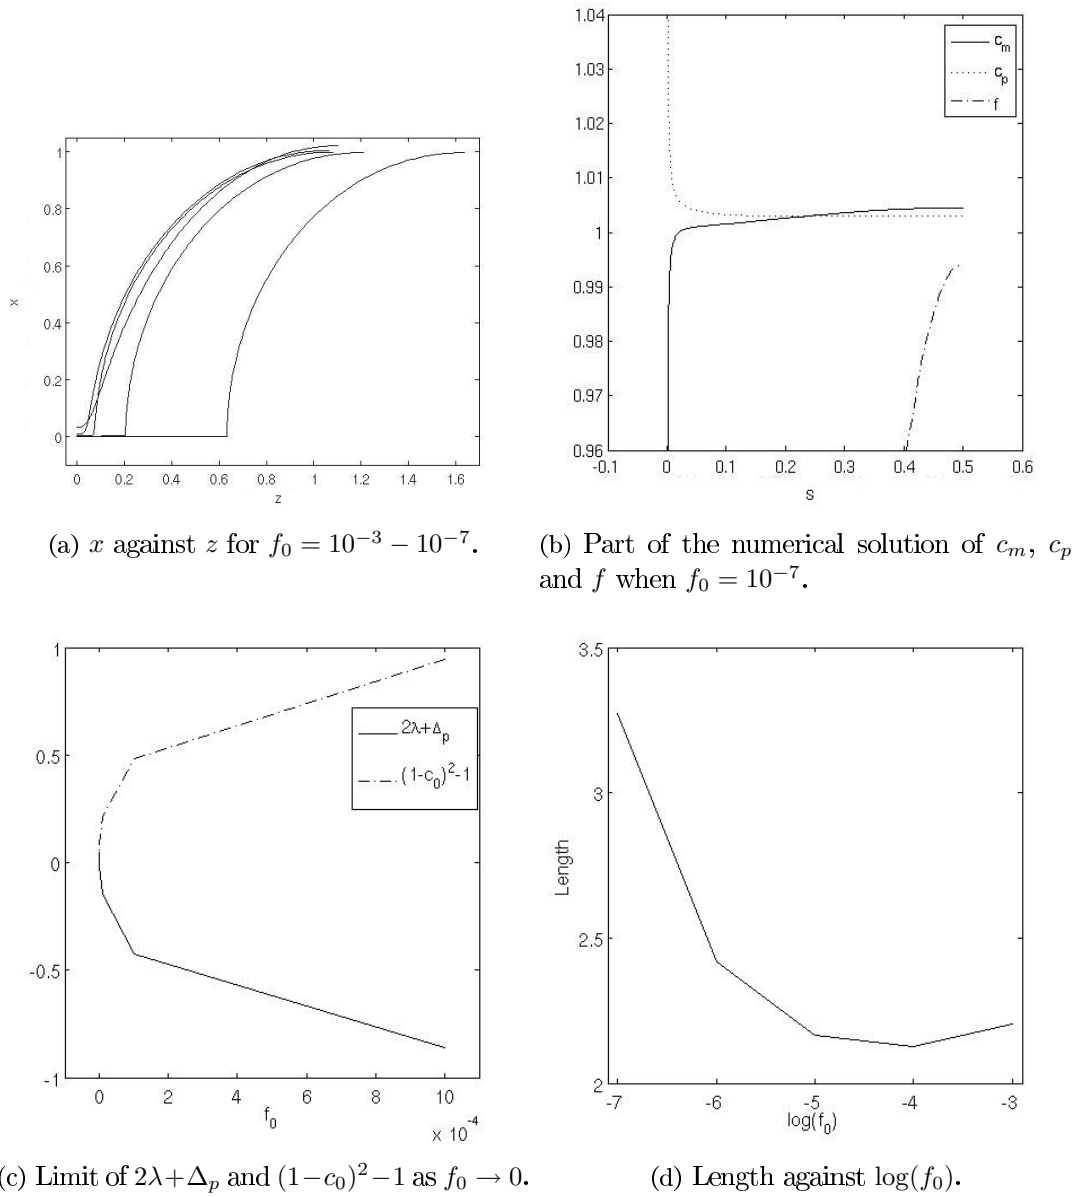 1
0.8
0.6
0.4
0.2
0
x
0 0.2 0.4 0.6 0.8 1 1.2 1.4 1.6
z
(a) x against z for f₀ = 10⁻³ − 10⁻⁷.
1.04
1.03
1.02
1.01
1
0.99
0.98
0.97
0.96
-0.1 0 0.1 0.2 0.3 0.4 0.5 0.6
s
c_m
c_p
f
(b) Part of the numerical solution of c_m, c_p
and f when f₀ = 10⁻⁷.
1
0.5
0
-0.5
-1
0 2 4 6 8 10
f₀
x 10⁻⁴
2λ+Δ_p
(1-c₀)²-1
(c) Limit of 2λ+Δ_p and (1−c₀)²−1 as f₀ → 0.
3.5
3
2.5
2
Length
-7 -6 -5 -4 -3
log(f₀)
(d) Length against log(f₀).